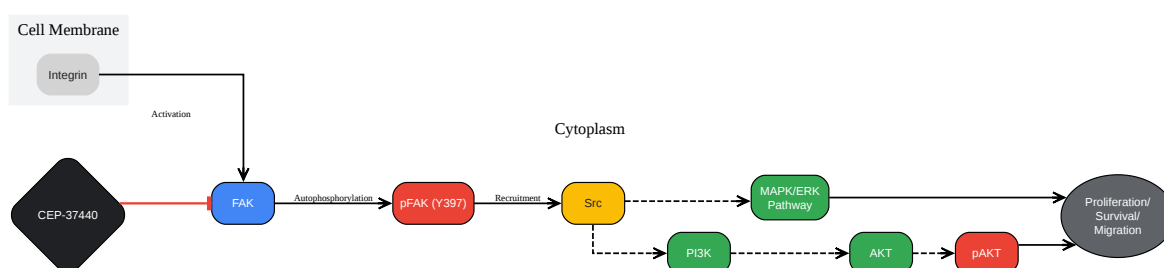 Cell Membrane
Integrin
Activation
Cytoplasm
CEP-37440
FAK
Autophosphorylation
pFAK (Y397)
Recruitment
Src
MAPK/ERK
Pathway
Proliferation/
Survival/
Migration
PI3K
AKT
pAKT